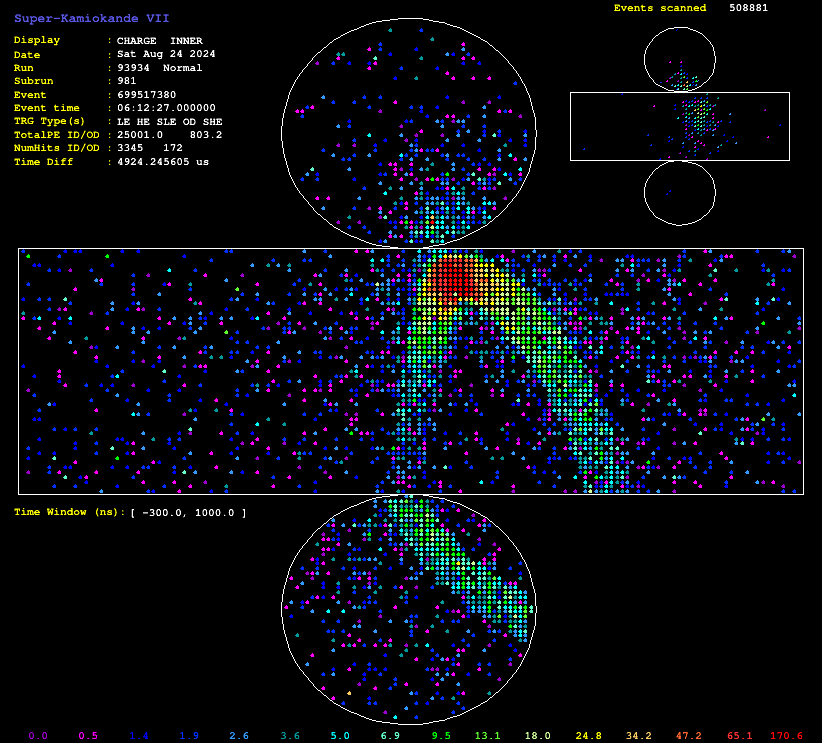 Super-Kamiokande VII
Events scanned 508881
Display : CHARGE INNER
Date : Sat Aug 24 2024
Run : 93934 Normal
Subrun : 981
Event : 699517380
Event time : 06:12:27.000000
TRG Type(s) : LE HE SLE OD SHE
TotalPE ID/OD : 25001.0 803.2
NumHits ID/OD : 3345 172
Time Diff : 4924.245605 us
Time Window (ns): [ -300.0, 1000.0 ]
0.0 0.5 1.4 1.9 2.6 3.6 5.0 6.9 9.5 13.1 18.0 24.8 34.2 47.2 65.1 170.6